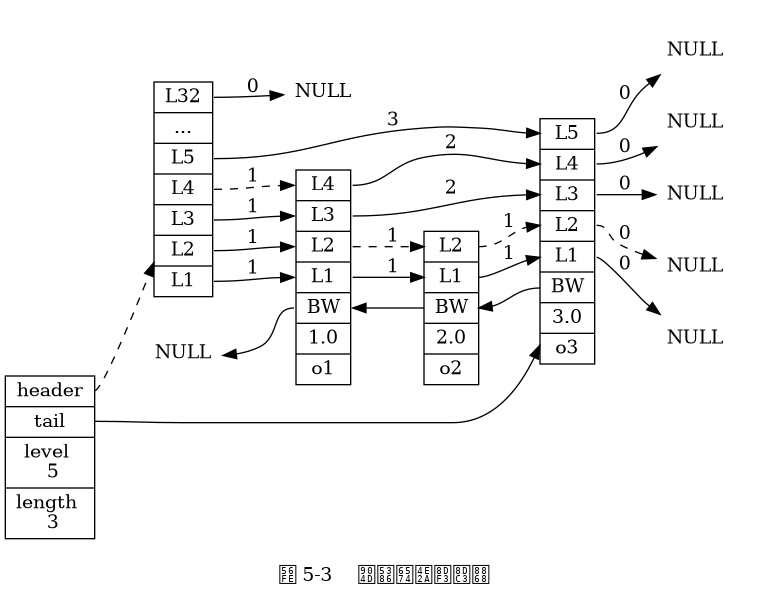 NULL
L32
0
NULL
...
L5
3
L4
1
L3
1
L2
1
L1
1
L4
2
L3
2
L2
1
L1
1
BW
1.0
o1
NULL
L2
1
L1
1
BW
2.0
o2
L5
0
L4
0
NULL
L3
0
NULL
L2
0
NULL
L1
0
NULL
BW
3.0
o3
header
tail
level
5
length
3
5-3